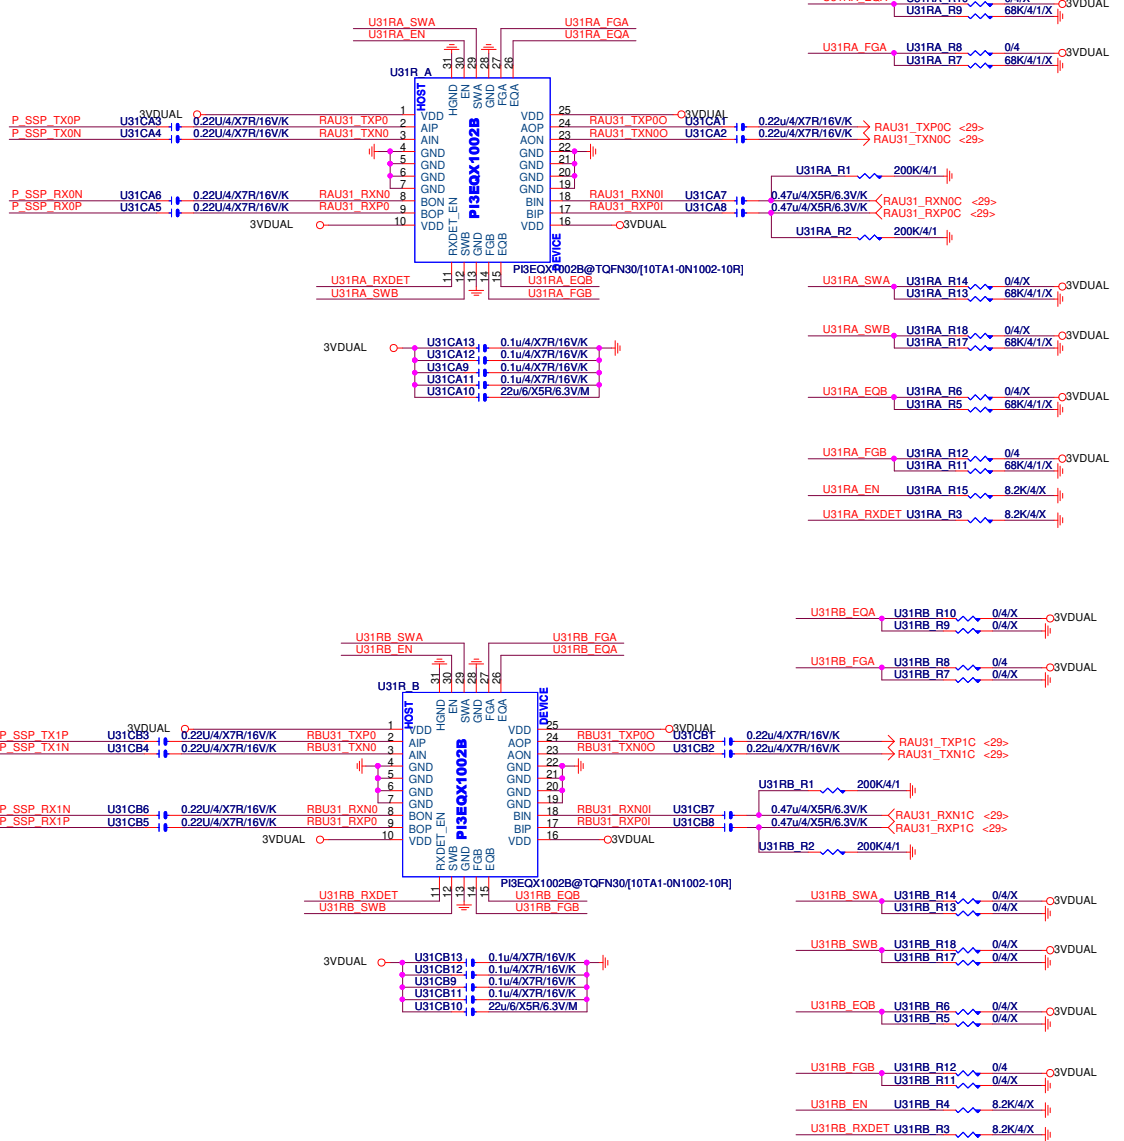 3VDUAL
U31RA_R9 68K/4/1/X
U31RA_SWA U31RA_FGA
U31RA_EN U31RA_EQA
U31RA_FGA U31RA_R8 0/4 3VDUAL
U31RA_R7 68K/4/1/X
31 30 29 28 27 26
U31R_A
HOST HGND EN SWA GND FGA EQA
3VDUAL 1 VDD VDD 25 3VDUAL
P_SSP_TX0P U31CA3 0.22U/4/X7R/16V/K RAU31_TXP0 2 AIP AOP 24 RAU31_TXP0O U31CA1 0.22u/4/X7R/16V/K RAU31_TXP0C <29>
P_SSP_TX0N U31CA4 0.22U/4/X7R/16V/K RAU31_TXN0 3 AIN AON 23 RAU31_TXN0O U31CA2 0.22u/4/X7R/16V/K RAU31_TXN0C <29>
4 GND GND 22
5 GND GND 21
6 GND GND 20
7 GND GND 19
PI3EQX1002B
U31RA_R1 200K/4/1
P_SSP_RX0N U31CA6 0.22U/4/X7R/16V/K RAU31_RXN0 8 BON BIN 18 RAU31_RXN0I U31CA7 0.47u/4/X5R/6.3V/K RAU31_RXN0C <29>
P_SSP_RX0P U31CA5 0.22U/4/X7R/16V/K RAU31_RXP0 9 BOP BIP 17 RAU31_RXP0I U31CA8 0.47u/4/X5R/6.3V/K RAU31_RXP0C <29>
3VDUAL 10 VDD VDD 16 3VDUAL
U31RA_R2 200K/4/1
RXDET_EN SWB GND FGB EQB DEVICE
11 12 13 14 15
PI3EQX1002B@TQFN30/[10TA1-0N1002-10R]
U31RA_RXDET U31RA_EQB
U31RA_SWB U31RA_FGB
U31RA_SWA U31RA_R14 0/4/X 3VDUAL
U31RA_R13 68K/4/1/X
U31RA_SWB U31RA_R18 0/4/X 3VDUAL
U31RA_R17 68K/4/1/X
3VDUAL U31CA13 0.1u/4/X7R/16V/K
U31CA12 0.1u/4/X7R/16V/K
U31CA9 0.1u/4/X7R/16V/K
U31CA11 0.1u/4/X7R/16V/K
U31CA10 22u/6/X5R/6.3V/M
U31RA_EQB U31RA_R6 0/4/X 3VDUAL
U31RA_R5 68K/4/1/X
U31RA_FGB U31RA_R12 0/4 3VDUAL
U31RA_R11 68K/4/1/X
U31RA_EN U31RA_R15 8.2K/4/X
U31RA_RXDET U31RA_R3 8.2K/4/X
U31RB_EQA U31RB_R10 0/4/X 3VDUAL
U31RB_R9 0/4/X
U31RB_SWA U31RB_FGA
U31RB_EN U31RB_EQA
U31RB_FGA U31RB_R8 0/4 3VDUAL
U31RB_R7 0/4/X
31 30 29 28 27 26
U31R_B
HOST HGND EN SWA GND FGA EQA DEVICE
3VDUAL 1 VDD VDD 25 3VDUAL
P_SSP_TX1P U31CB3 0.22U/4/X7R/16V/K RBU31_TXP0 2 AIP AOP 24 RBU31_TXP0O U31CB1 0.22u/4/X7R/16V/K RAU31_TXP1C <29>
P_SSP_TX1N U31CB4 0.22U/4/X7R/16V/K RBU31_TXN0 3 AIN AON 23 RBU31_TXN0O U31CB2 0.22u/4/X7R/16V/K RAU31_TXN1C <29>
4 GND GND 22
5 GND GND 21
6 GND GND 20
7 GND GND 19
PI3EQX1002B
U31RB_R1 200K/4/1
P_SSP_RX1N U31CB6 0.22U/4/X7R/16V/K RBU31_RXN0 8 BON BIN 18 RBU31_RXN0I U31CB7 0.47u/4/X5R/6.3V/K RAU31_RXN1C <29>
P_SSP_RX1P U31CB5 0.22U/4/X7R/16V/K RBU31_RXP0 9 BOP BIP 17 RBU31_RXP0I U31CB8 0.47u/4/X5R/6.3V/K RAU31_RXP1C <29>
3VDUAL 10 VDD VDD 16 3VDUAL
U31RB_R2 200K/4/1
RXDET_EN SWB GND FGB EQB
11 12 13 14 15
PI3EQX1002B@TQFN30/[10TA1-0N1002-10R]
U31RB_RXDET U31RB_EQB
U31RB_SWB U31RB_FGB
U31RB_SWA U31RB_R14 0/4/X 3VDUAL
U31RB_R13 0/4/X
U31RB_SWB U31RB_R18 0/4/X 3VDUAL
U31RB_R17 0/4/X
3VDUAL U31CB13 0.1u/4/X7R/16V/K
U31CB12 0.1u/4/X7R/16V/K
U31CB9 0.1u/4/X7R/16V/K
U31CB11 0.1u/4/X7R/16V/K
U31CB10 22u/6/X5R/6.3V/M
U31RB_EQB U31RB_R6 0/4/X 3VDUAL
U31RB_R5 0/4/X
U31RB_FGB U31RB_R12 0/4 3VDUAL
U31RB_R11 0/4/X
U31RB_EN U31RB_R4 8.2K/4/X
U31RB_RXDET U31RB_R3 8.2K/4/X